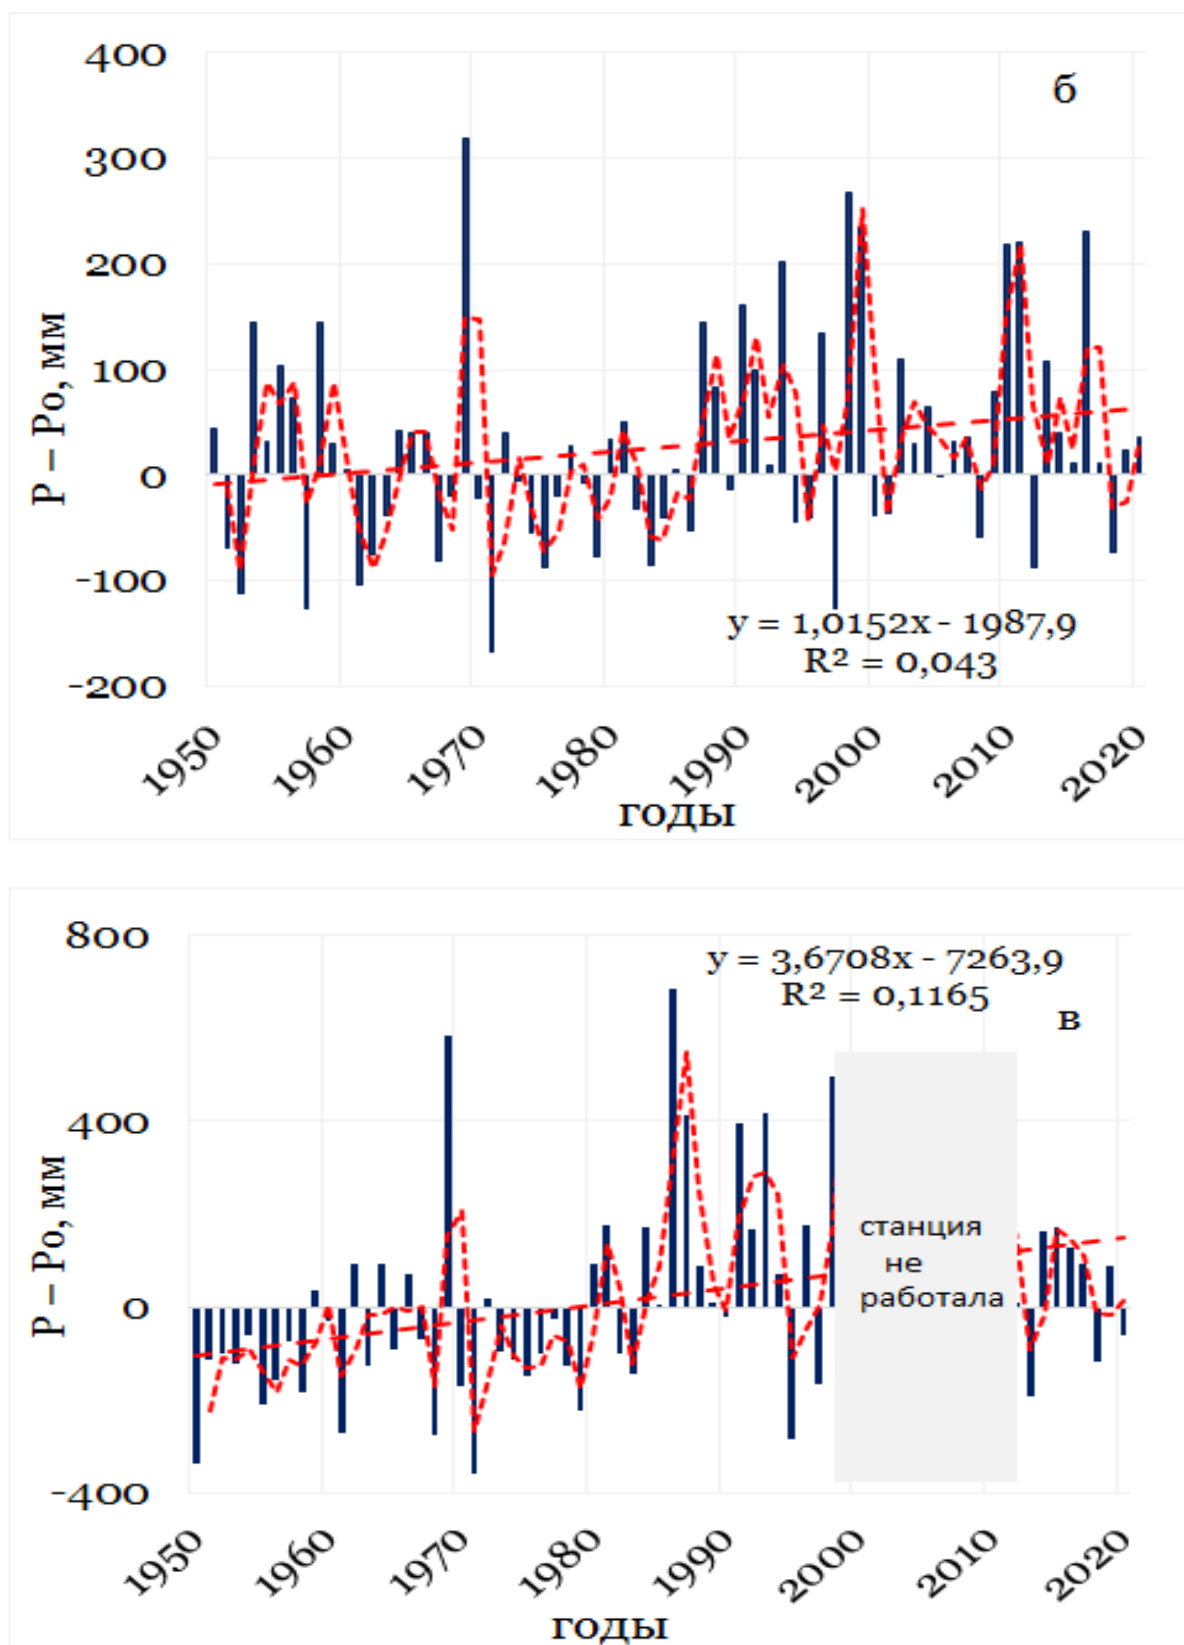 400
б
300
200
100
0
-100
-200
P – Po, мм
y = 1,0152x - 1987,9
R² = 0,043
1950 1960 1970 1980 1990 2000 2010 2020
годы
800
y = 3,6708x - 7263,9
R² = 0,1165
в
400
0
-400
P – Po, мм
станция
не
работала
1950 1960 1970 1980 1990 2000 2010 2020
годы